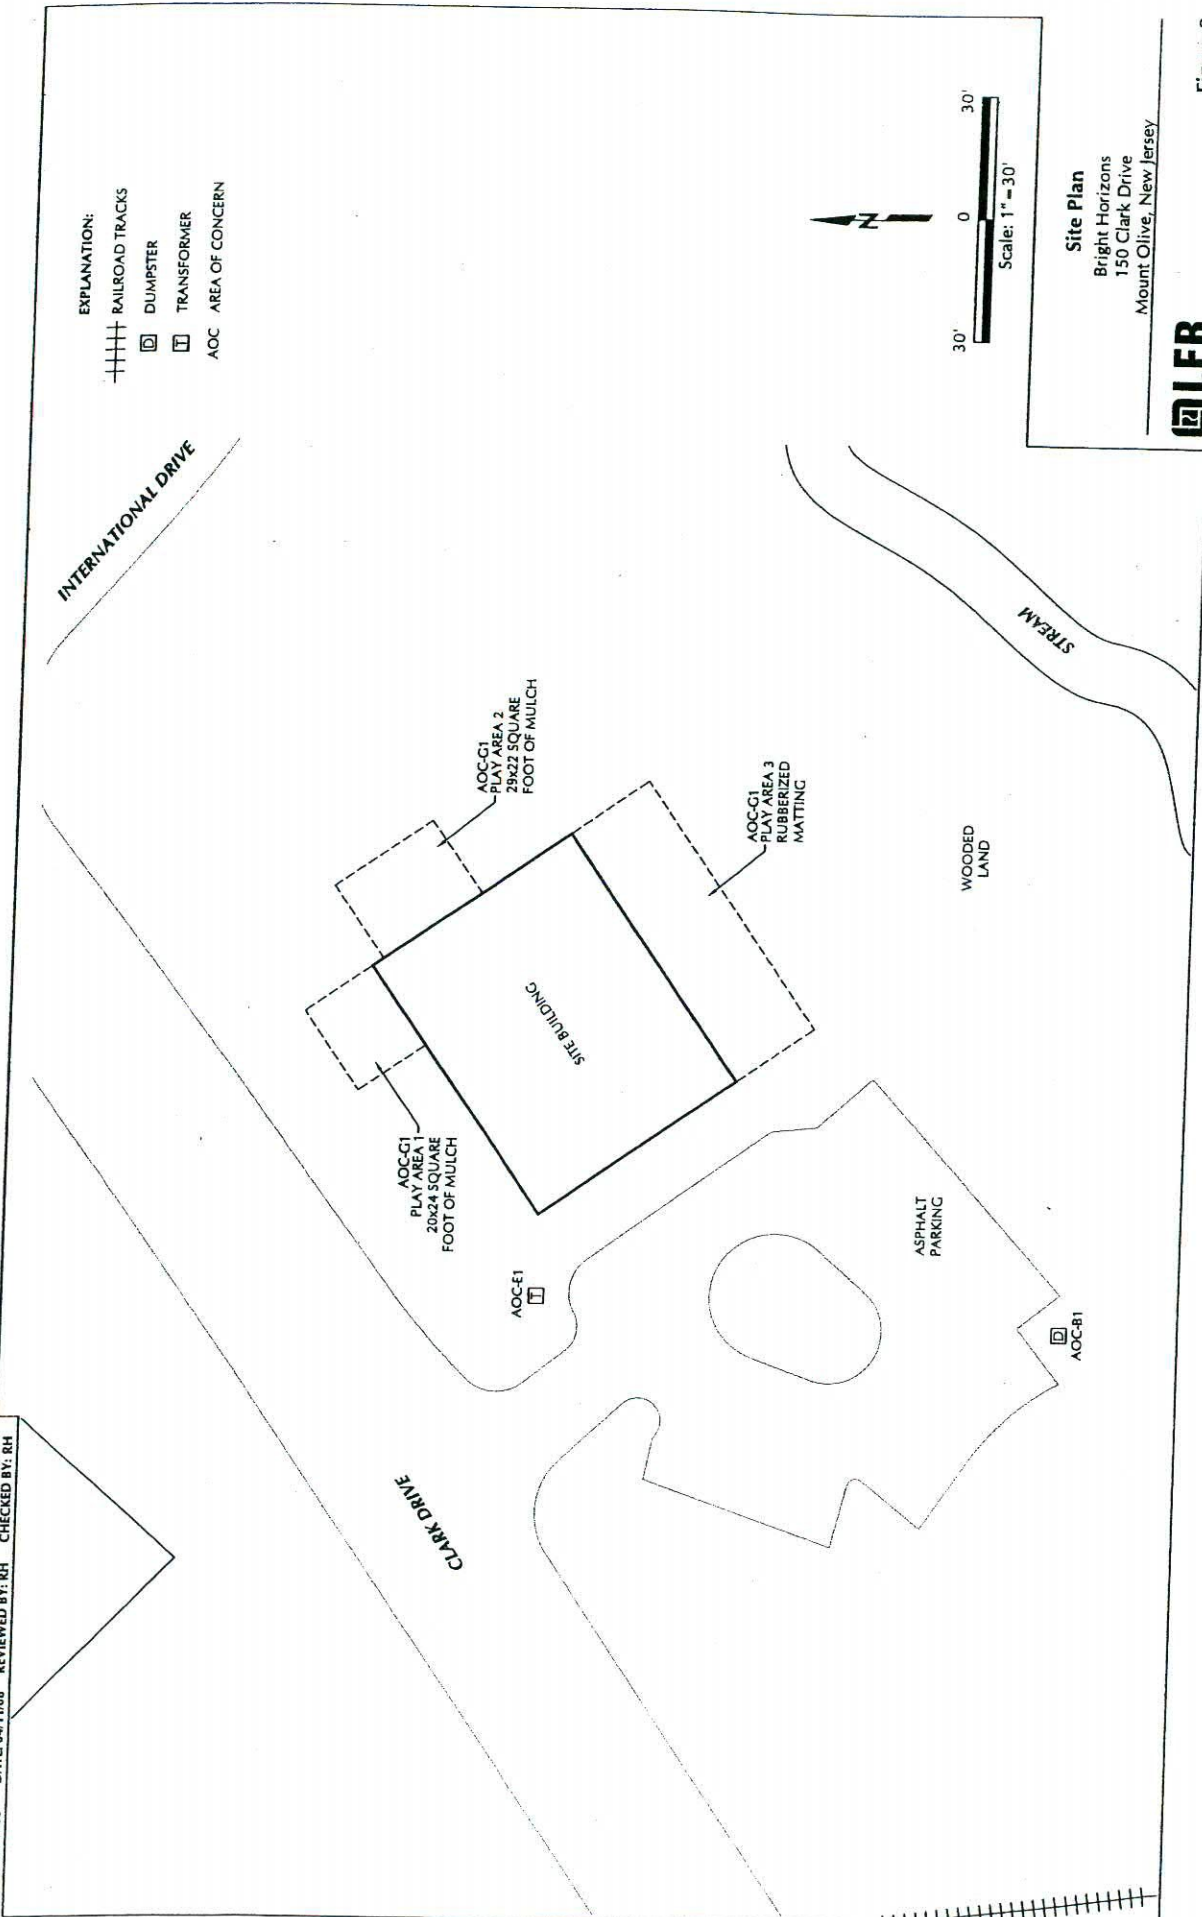 REVIEWED BY: RH CHECKED BY: RH
EXPLANATION:
RAILROAD TRACKS
D DUMPSTER
T TRANSFORMER
AOC AREA OF CONCERN
INTERNATIONAL DRIVE
AOC-G1
PLAY AREA 2
29x22 SQUARE
FOOT OF MULCH
AOC-G1
PLAY AREA 1
20x24 SQUARE
FOOT OF MULCH
SITE BUILDING
AOC-G1
PLAY AREA 3
RUBBERIZED
MATTING
AOC-E1
T
CLARK DRIVE
ASPHALT
PARKING
D
AOC-B1
WOODED
LAND
STREAM
N
30' 0 30'
Scale: 1" = 30'
Site Plan
Bright Horizons
150 Clark Drive
Mount Olive, New Jersey
LFR